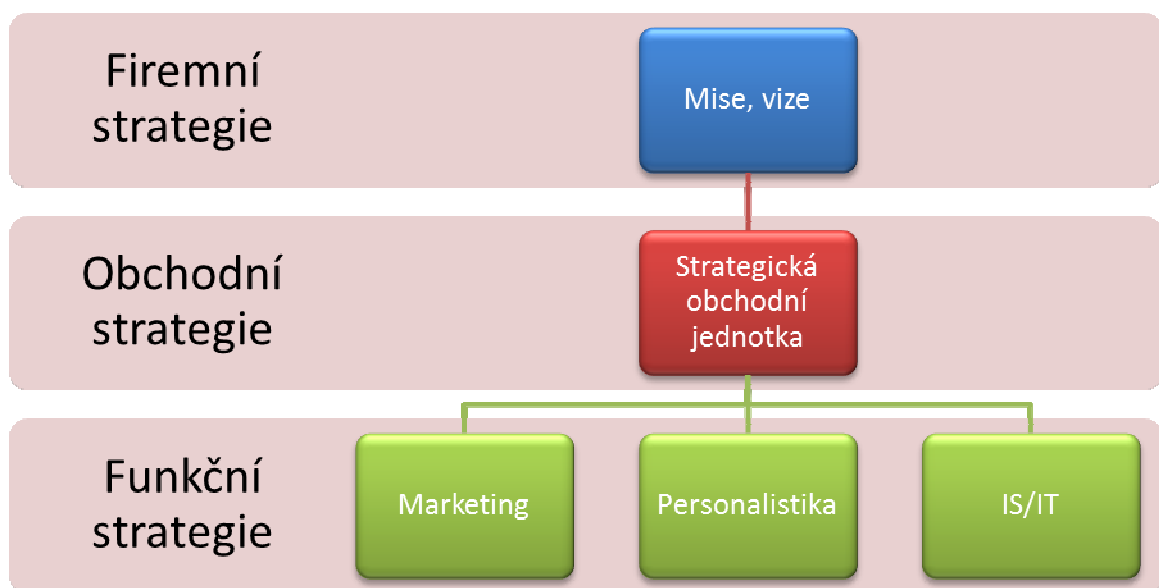 Firemní
strategie
Mise, vize
Obchodní
strategie
Strategická
obchodní
jednotka
Funkční
strategie
Marketing
Personalistika
IS/IT